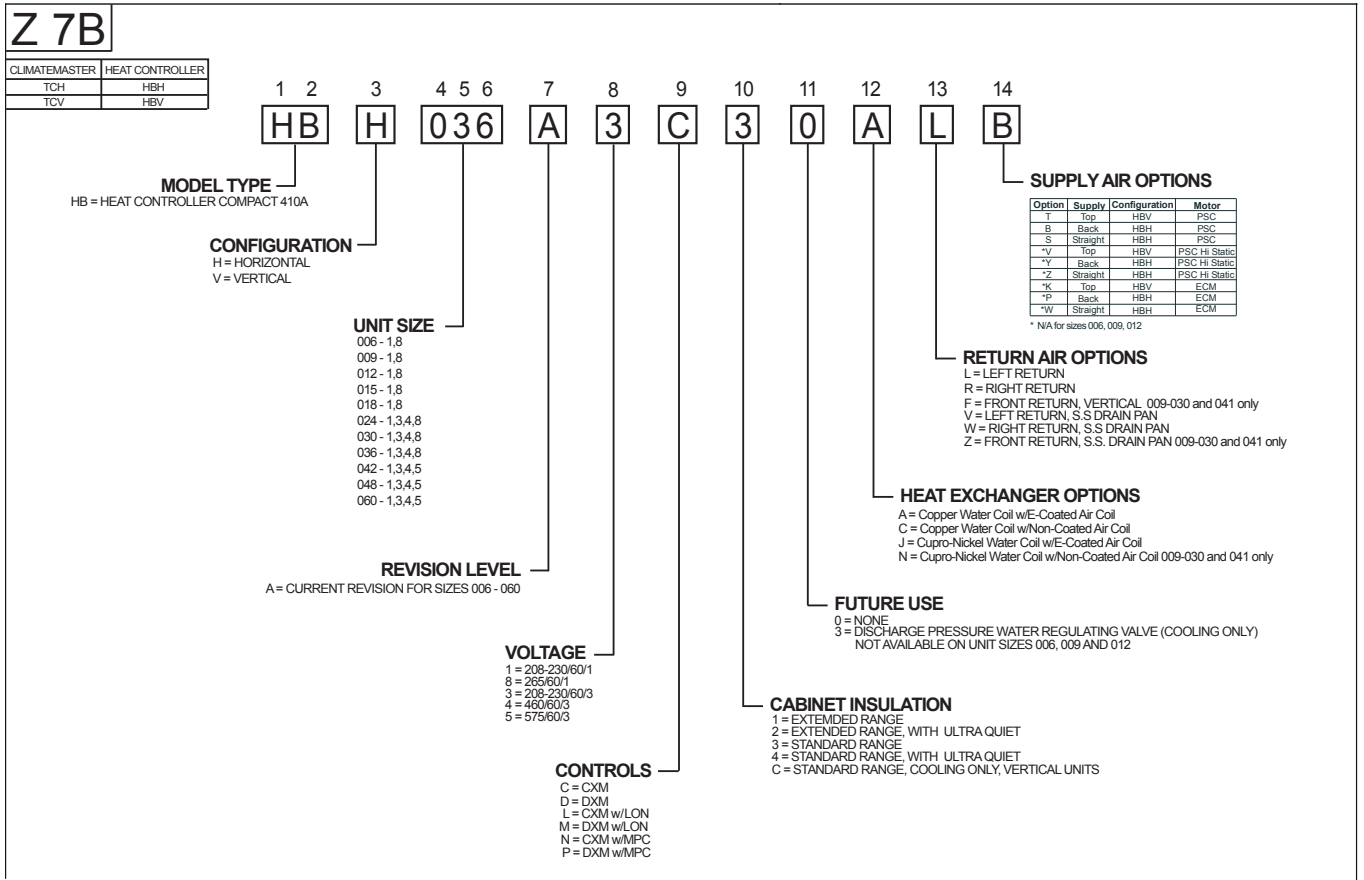 Z 7B
CLIMATEMASTER HEAT CONTROLLER
TCH HBH
TCV HBV
1 2 3 4 5 6 7 8 9 10 11 12 13 14
HB H 036 A 3 C 3 0 A L B
MODEL TYPE
HB = HEAT CONTROLLER COMPACT 410A
CONFIGURATION
H = HORIZONTAL
V = VERTICAL
UNIT SIZE
006 - 1,8
009 - 1,8
012 - 1,8
015 - 1,8
018 - 1,8
024 - 1,3,4,8
030 - 1,3,4,8
036 - 1,3,4,8
042 - 1,3,4,5
048 - 1,3,4,5
060 - 1,3,4,5
REVISION LEVEL
A = CURRENT REVISION FOR SIZES 006 - 060
VOLTAGE
1 = 208-230/60/1
8 = 265/60/1
3 = 208-230/60/3
4 = 460/60/3
5 = 575/60/3
CONTROLS
C = CXM
D = DXM
L = CXM w/LON
M = DXM w/LON
N = CXM w/MPC
P = DXM w/MPC
SUPPLY AIR OPTIONS
Option Supply Configuration Motor
T Top HBV PSC
B Back HBH PSC
S Straight HBH PSC
*V Top HBV PSC Hi Static
*Y Back HBH PSC Hi Static
*Z Straight HBH PSC Hi Static
*K Top HBV ECM
*P Back HBH ECM
*W Straight HBH ECM
* N/A for sizes 006, 009, 012
RETURN AIR OPTIONS
L = LEFT RETURN
R = RIGHT RETURN
F = FRONT RETURN, VERTICAL 009-030 and 041 only
V = LEFT RETURN, S.S DRAIN PAN
W = RIGHT RETURN, S.S DRAIN PAN
Z = FRONT RETURN, S.S. DRAIN PAN 009-030 and 041 only
HEAT EXCHANGER OPTIONS
A = Copper Water Coil w/E-Coated Air Coil
C = Copper Water Coil w/Non-Coated Air Coil
J = Cupro-Nickel Water Coil w/E-Coated Air Coil
N = Cupro-Nickel Water Coil w/Non-Coated Air Coil 009-030 and 041 only
FUTURE USE
0 = NONE
3 = DISCHARGE PRESSURE WATER REGULATING VALVE (COOLING ONLY)
NOT AVAILABLE ON UNIT SIZES 006, 009 AND 012
CABINET INSULATION
1 = EXTEMDED RANGE
2 = EXTENDED RANGE, WITH ULTRA QUIET
3 = STANDARD RANGE
4 = STANDARD RANGE, WITH ULTRA QUIET
C = STANDARD RANGE, COOLING ONLY, VERTICAL UNITS